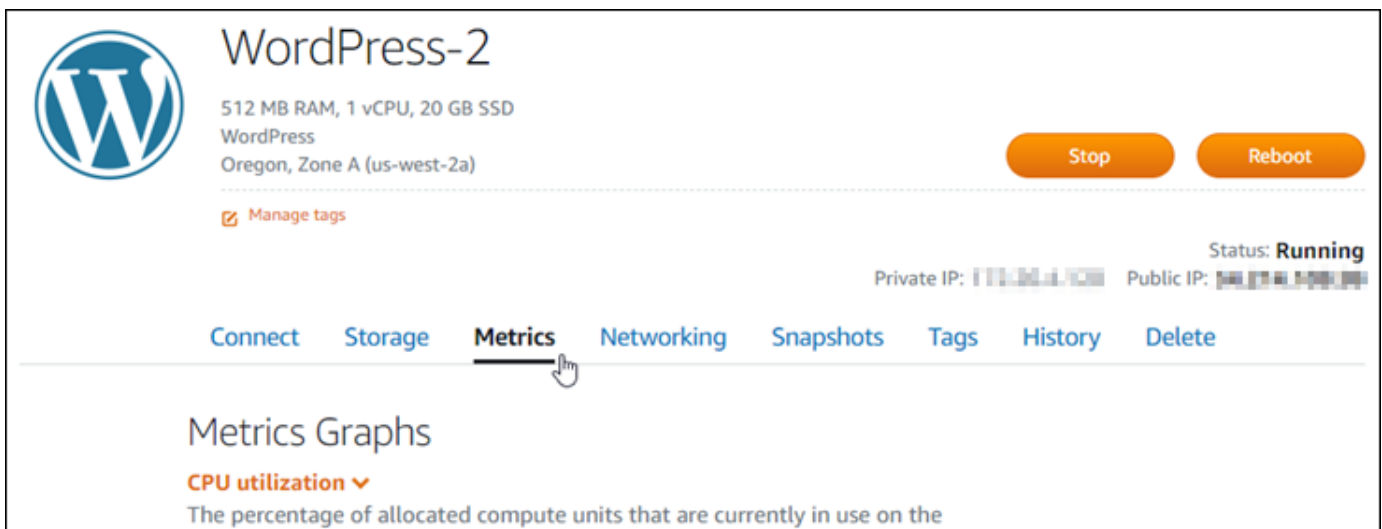 WordPress-2
512 MB RAM, 1 vCPU, 20 GB SSD
WordPress
Oregon, Zone A (us-west-2a)
Stop Reboot
Manage tags
Status: Running
Private IP: Public IP:
Connect Storage Metrics Networking Snapshots Tags History Delete
Metrics Graphs
CPU utilization
The percentage of allocated compute units that are currently in use on the